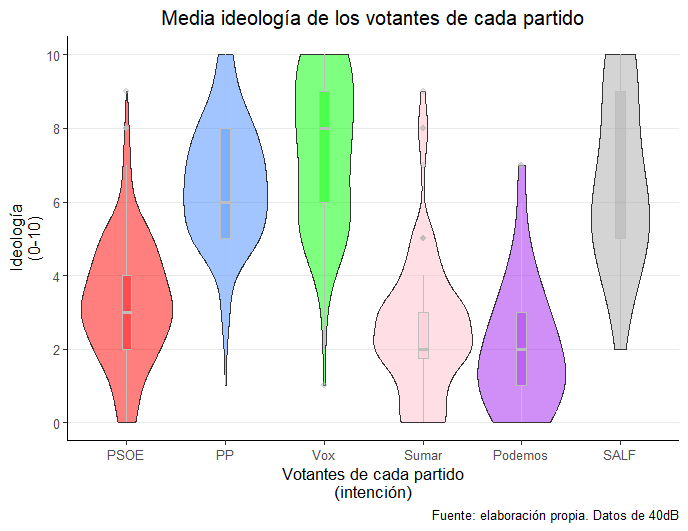 Media ideología de los votantes de cada partido
10
8
6
4
2
0
Ideología
(0-10)
PSOE PP Vox Sumar Podemos SALF
Votantes de cada partido
(intención)
Fuente: elaboración propia. Datos de 40dB